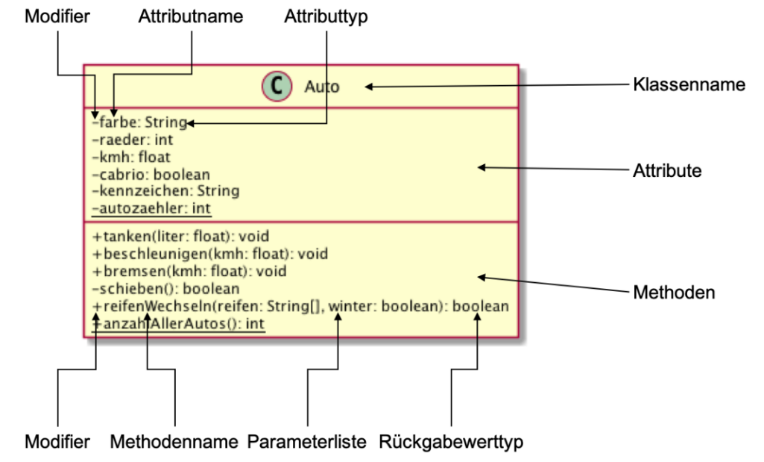 Modifier Attributname Attributtyp
C Auto
Klassenname
-farbe: String
-raeder: int
-kmh: float
-cabrio: boolean
-kennzeichen: String
-autozaehler: int
Attribute
+tanken(liter: float): void
+beschleunigen(kmh: float): void
+bremsen(kmh: float): void
-schieben(): boolean
+reifenWechseln(reifen: String[], winter: boolean): boolean
+anzahlAllerAutos(): int
Methoden
Modifier Methodenname Parameterliste Rückgabewerttyp